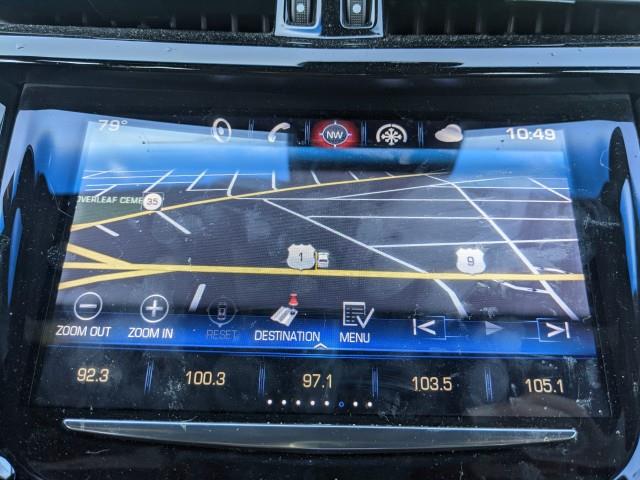 79° NW 10:49
OVERLEAF CEME 35
1 9
ZOOM OUT ZOOM IN RESET DESTINATION MENU
92.3 100.3 97.1 103.5 105.1